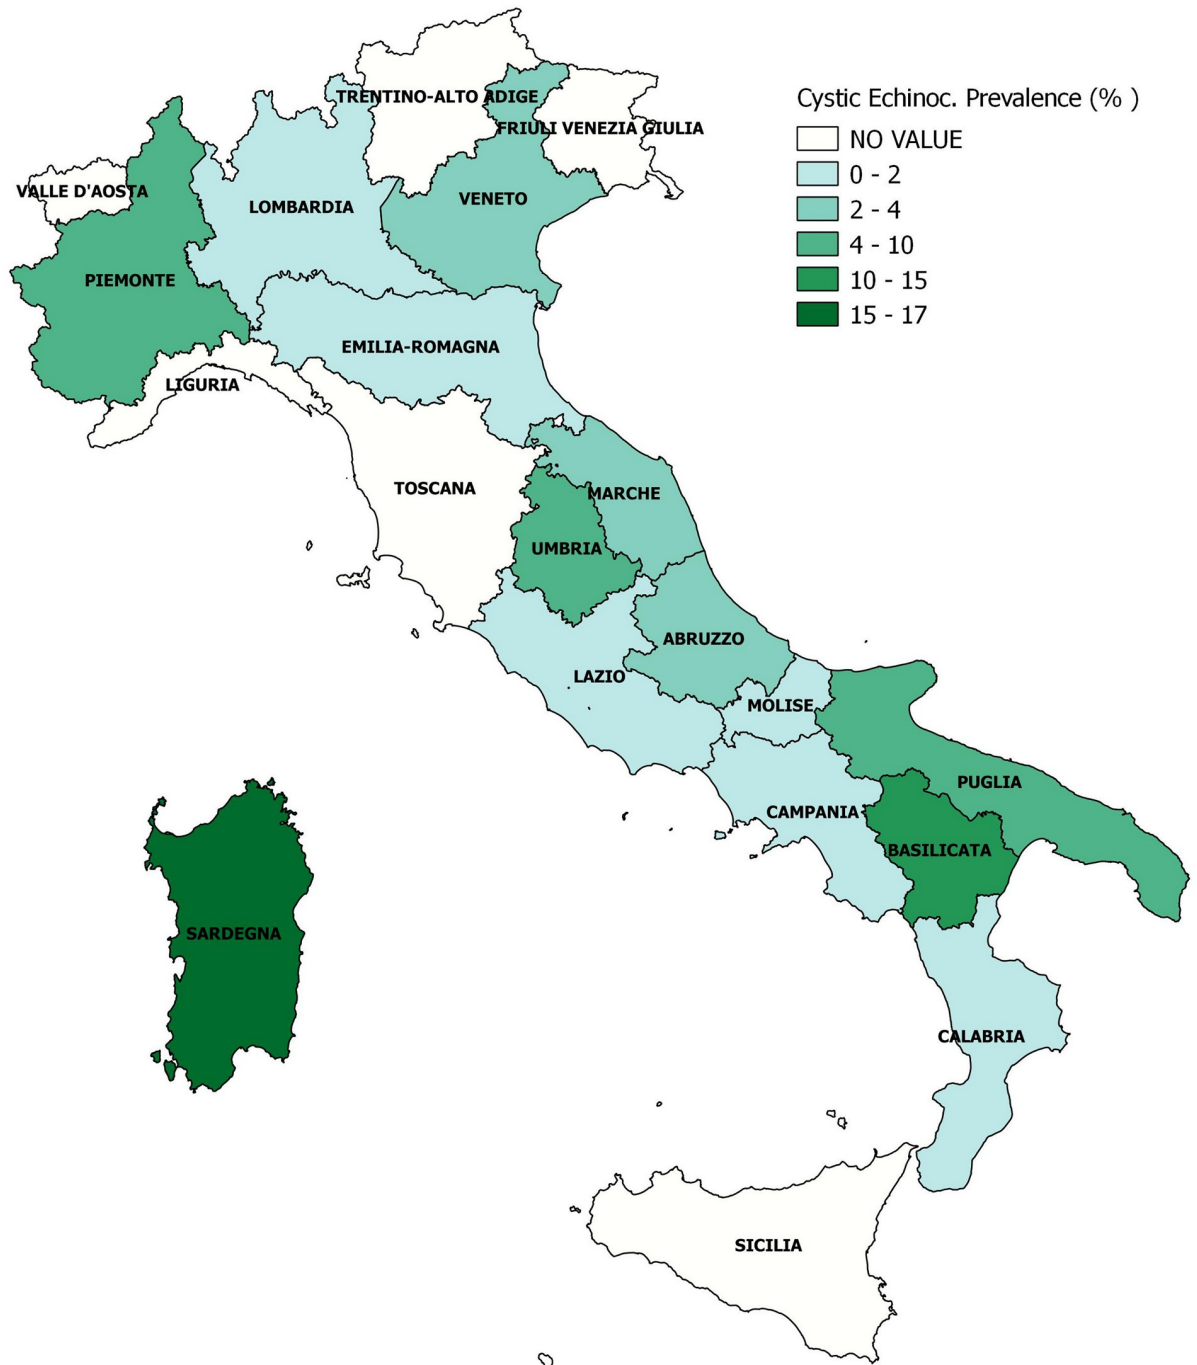 Cystic Echinoc. Prevalence (% )
NO VALUE
0 - 2
2 - 4
4 - 10
10 - 15
15 - 17
TRENTINO-ALTO ADIGE
FRIULI VENEZIA GIULIA
VALLE D'AOSTA
VENETO
LOMBARDIA
PIEMONTE
EMILIA-ROMAGNA
LIGURIA
TOSCANA
MARCHE
UMBRIA
ABRUZZO
LAZIO
MOLISE
PUGLIA
CAMPANIA
BASILICATA
SARDEGNA
CALABRIA
SICILIA